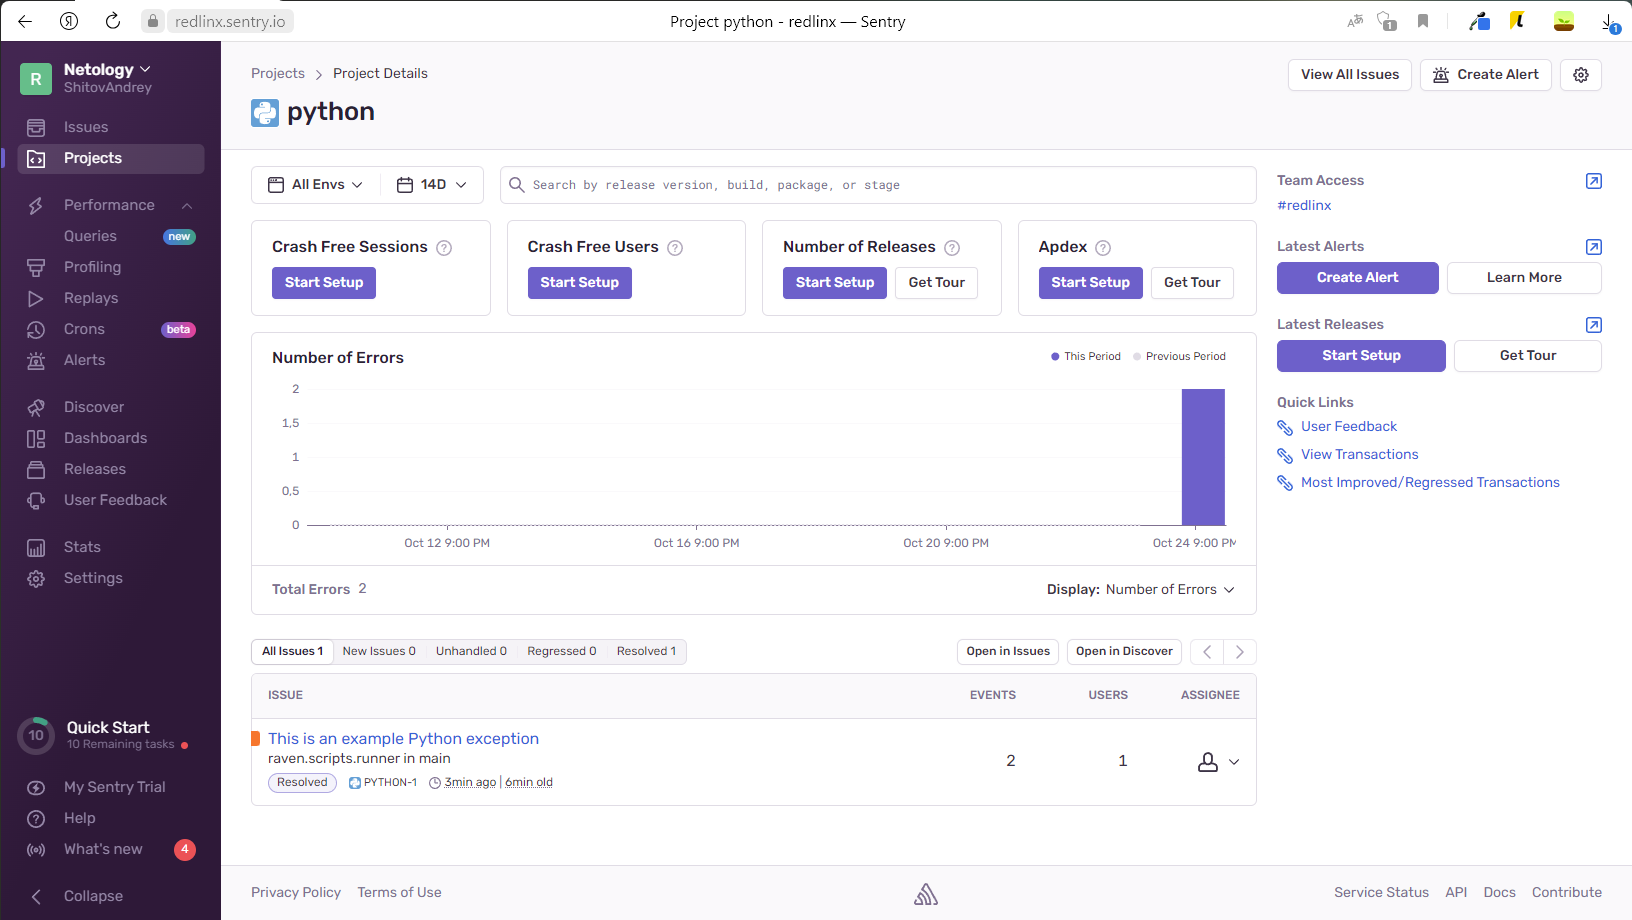 redlinx.sentry.io
Project python - redlinx — Sentry
1
1
R
Netology
ShitovAndrey
Issues
Projects
Performance
Queries new
Profiling
Replays
Crons beta
Alerts
Discover
Dashboards
Releases
User Feedback
Stats
Settings
10
Quick Start
10 Remaining tasks
My Sentry Trial
Help
What's new 4
Collapse
Projects > Project Details
python
View All Issues
Create Alert
All Envs
14D
Search by release version, build, package, or stage
Crash Free Sessions ?
Start Setup
Crash Free Users ?
Start Setup
Number of Releases ?
Start Setup Get Tour
Apdex ?
Start Setup Get Tour
Number of Errors
This Period Previous Period
2
1,5
1
0,5
0
Oct 12 9:00 PM Oct 16 9:00 PM Oct 20 9:00 PM Oct 24 9:00 PM
Total Errors 2
Display: Number of Errors
All Issues 1 New Issues 0 Unhandled 0 Regressed 0 Resolved 1
Open in Issues Open in Discover
ISSUE EVENTS USERS ASSIGNEE
This is an example Python exception
raven.scripts.runner in main
Resolved PYTHON-1 3min ago | 6min old
2 1
Team Access
#redlinx
Latest Alerts
Create Alert Learn More
Latest Releases
Start Setup Get Tour
Quick Links
User Feedback
View Transactions
Most Improved/Regressed Transactions
Privacy Policy Terms of Use
Service Status API Docs Contribute